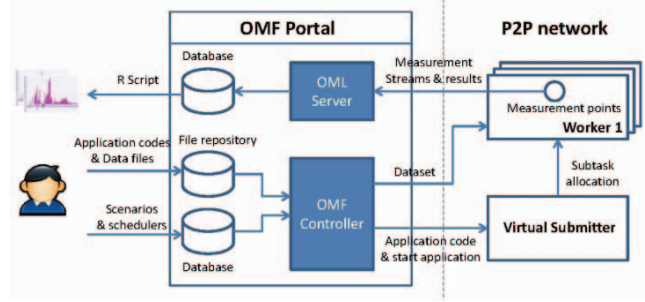 OMF Portal
P2P network
Database
Measurement
Streams & results
R Script
OML
Server
Measurement points
Worker 1
Application codes
& Data files
File repository
Dataset
Subtask
allocation
OMF
Controller
Scenarios
& schedulers
Virtual Submitter
Application code
& start application
Database